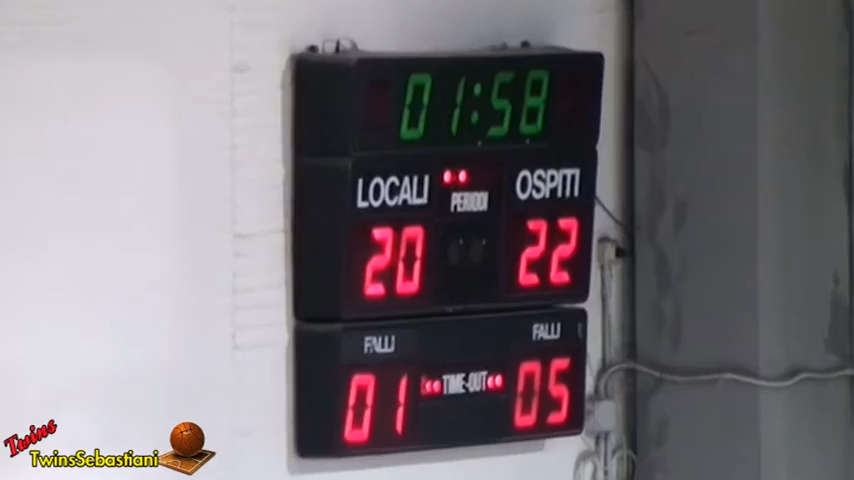 01:58
LOCALI PERIODI OSPITI
20 22
FALLI FALLI
01 TIME-OUT 05
Twins
TwinsSebastiani